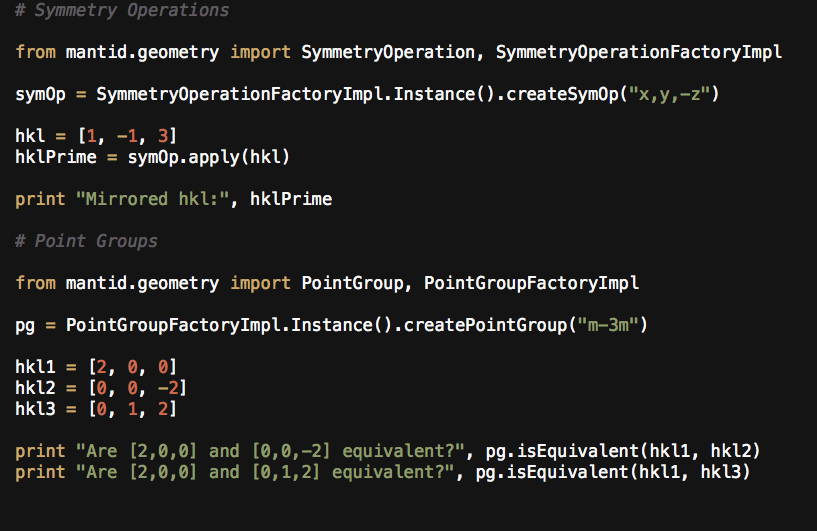 # Symmetry Operations
from mantid.geometry import SymmetryOperation, SymmetryOperationFactoryImpl
symOp = SymmetryOperationFactoryImpl.Instance().createSymOp("x,y,-z")
hkl = [1, -1, 3]
hklPrime = symOp.apply(hkl)
print "Mirrored hkl:", hklPrime
# Point Groups
from mantid.geometry import PointGroup, PointGroupFactoryImpl
pg = PointGroupFactoryImpl.Instance().createPointGroup("m-3m")
hkl1 = [2, 0, 0]
hkl2 = [0, 0, -2]
hkl3 = [0, 1, 2]
print "Are [2,0,0] and [0,0,-2] equivalent?", pg.isEquivalent(hkl1, hkl2)
print "Are [2,0,0] and [0,1,2] equivalent?", pg.isEquivalent(hkl1, hkl3)